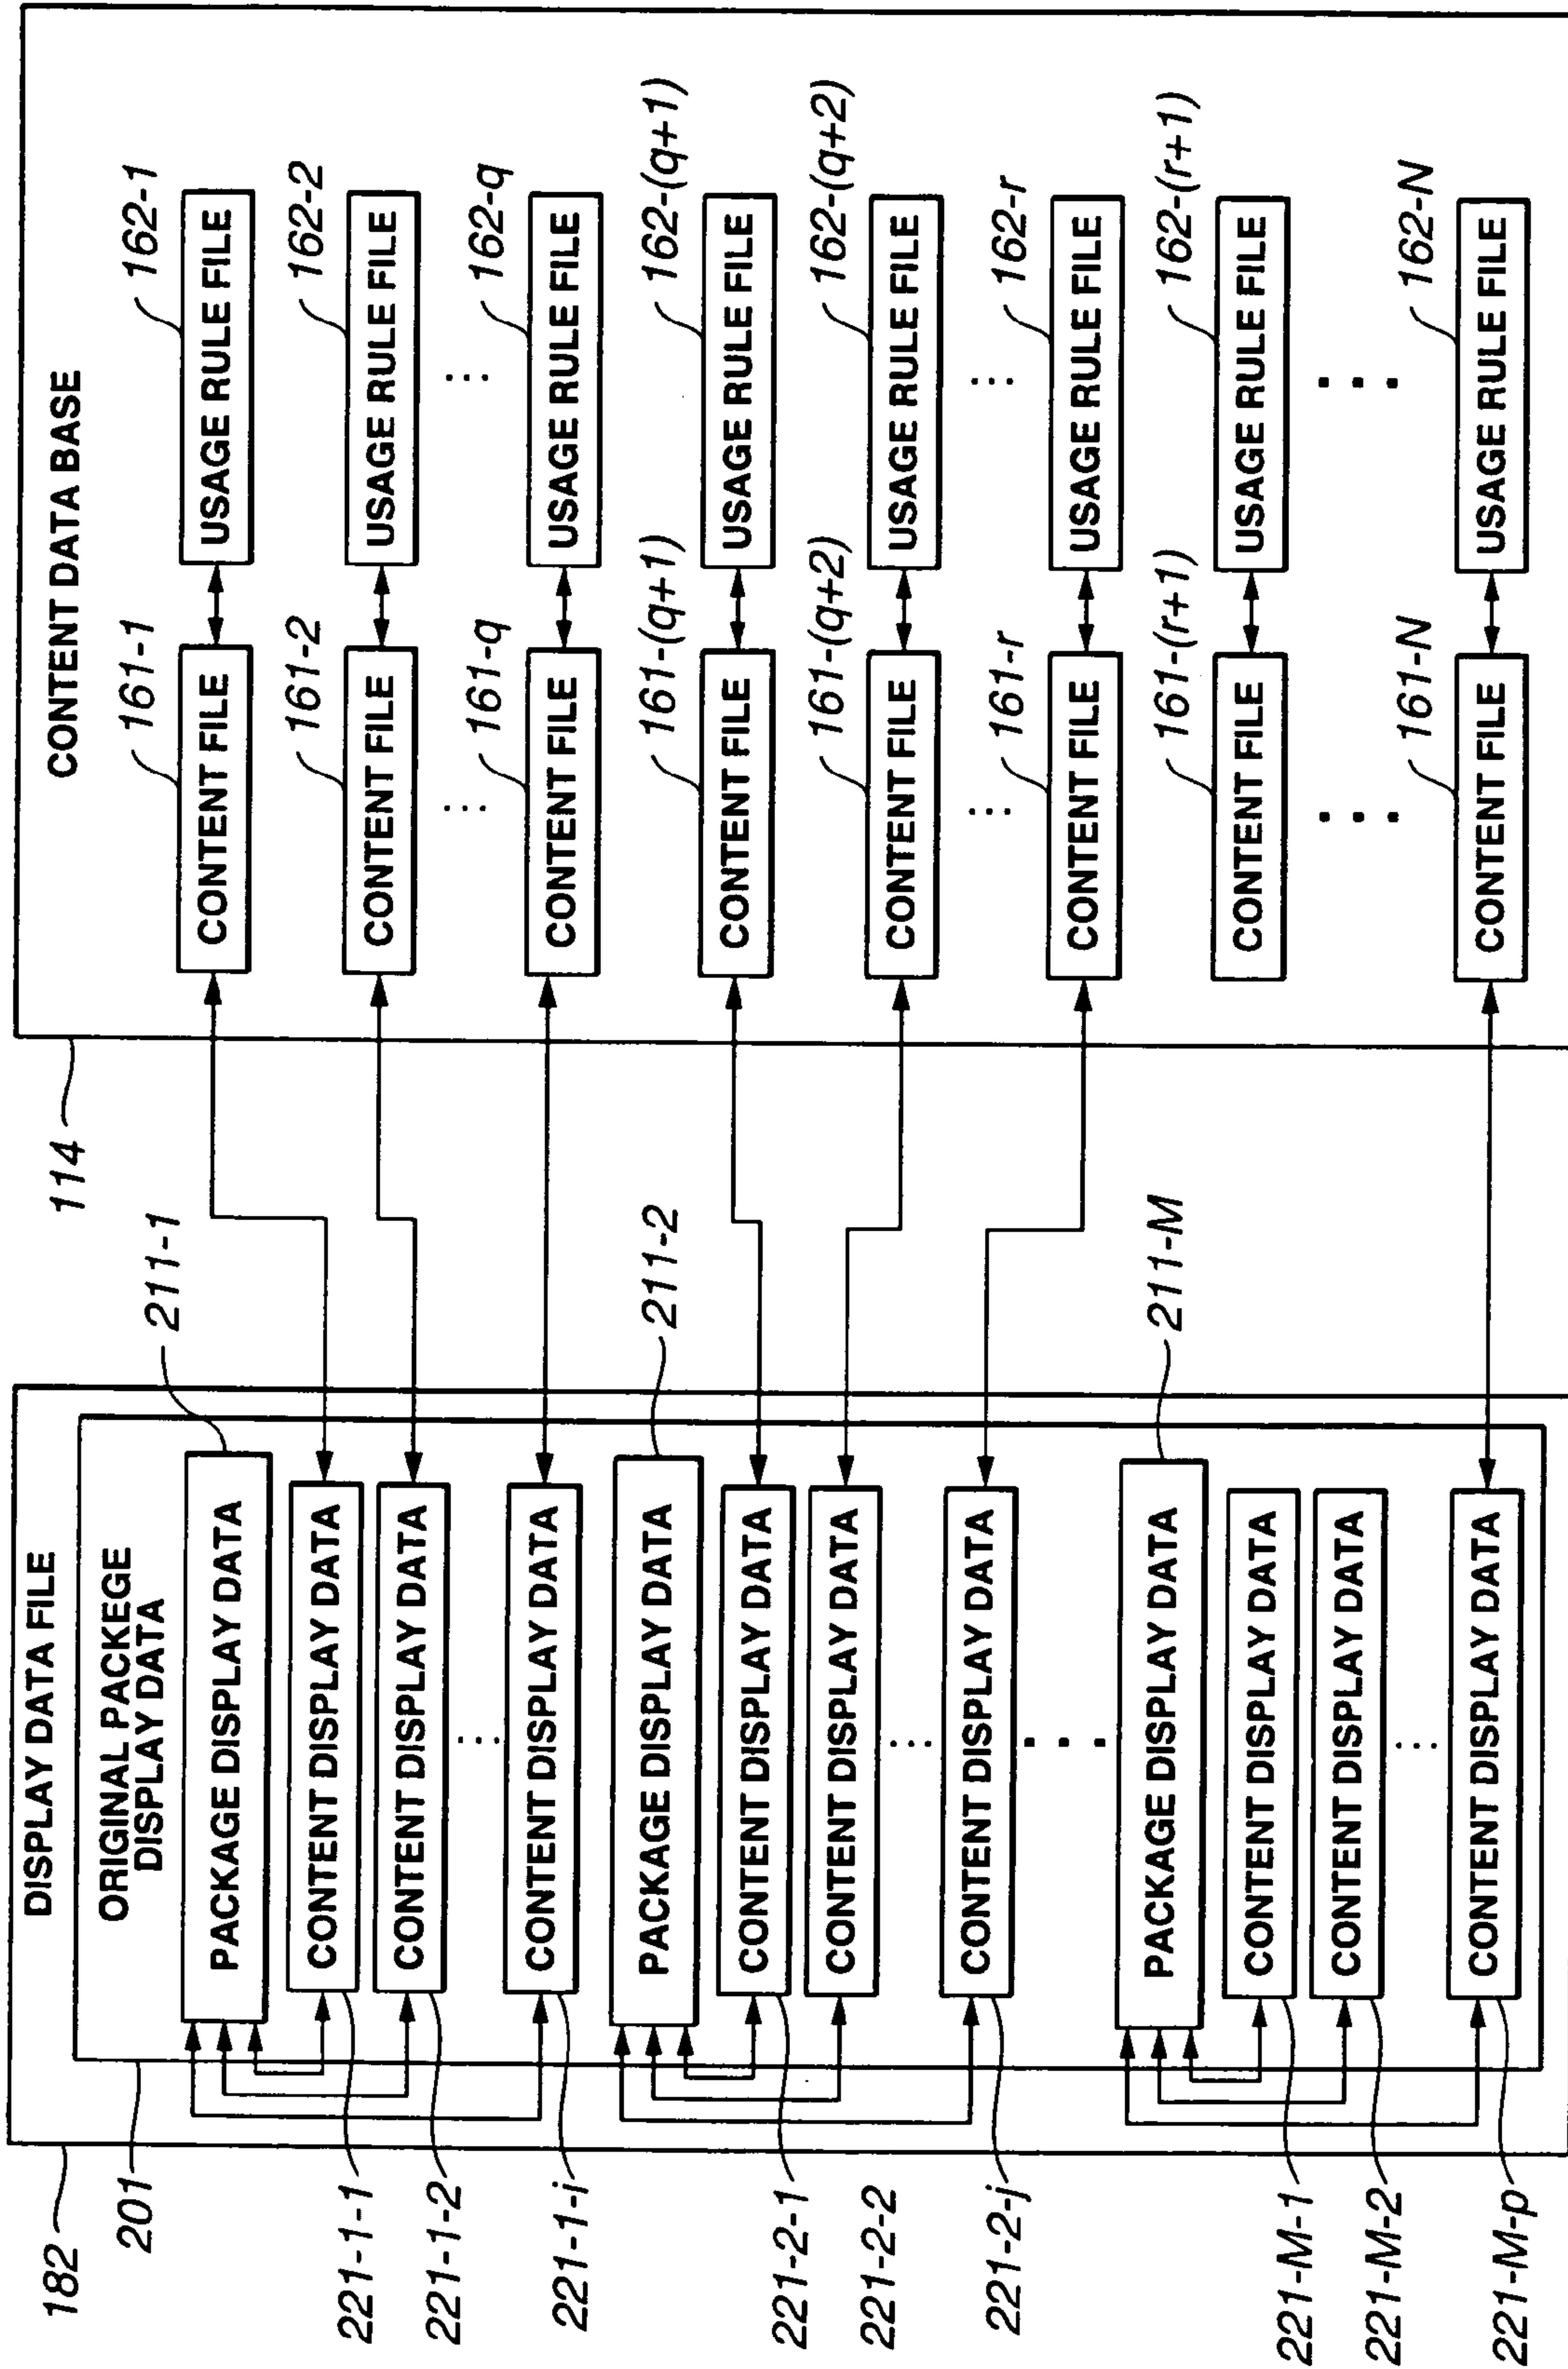 DISPLAY DATA FILE
ORIGINAL PACKEGE
DISPLAY DATA
PACKAGE DISPLAY DATA
CONTENT DISPLAY DATA
CONTENT DISPLAY DATA
CONTENT DISPLAY DATA
PACKAGE DISPLAY DATA
CONTENT DISPLAY DATA
CONTENT DISPLAY DATA
CONTENT DISPLAY DATA
PACKAGE DISPLAY DATA
CONTENT DISPLAY DATA
CONTENT DISPLAY DATA
CONTENT DISPLAY DATA
182
201
221-1-1
221-1-2
221-1-i
221-2-1
221-2-2
221-2-j
221-M-1
221-M-2
221-M-p
211-1
211-2
211-M
114
CONTENT DATA BASE
161-1
CONTENT FILE
162-1
USAGE RULE FILE
161-2
CONTENT FILE
162-2
USAGE RULE FILE
161-q
CONTENT FILE
162-q
USAGE RULE FILE
161-(q+1)
CONTENT FILE
162-(q+1)
USAGE RULE FILE
161-(q+2)
CONTENT FILE
162-(q+2)
USAGE RULE FILE
161-r
CONTENT FILE
162-r
USAGE RULE FILE
161-(r+1)
CONTENT FILE
162-(r+1)
USAGE RULE FILE
161-N
CONTENT FILE
162-N
USAGE RULE FILE